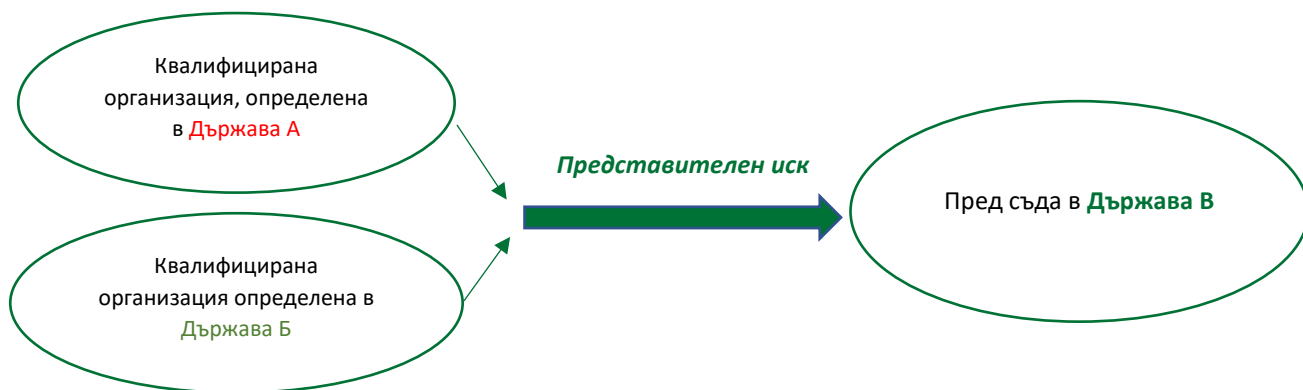 Квалифицирана
организация, определена
в Държава А
Представителен иск
Пред съда в Държава В
Квалифицирана
организация определена в
Държава Б